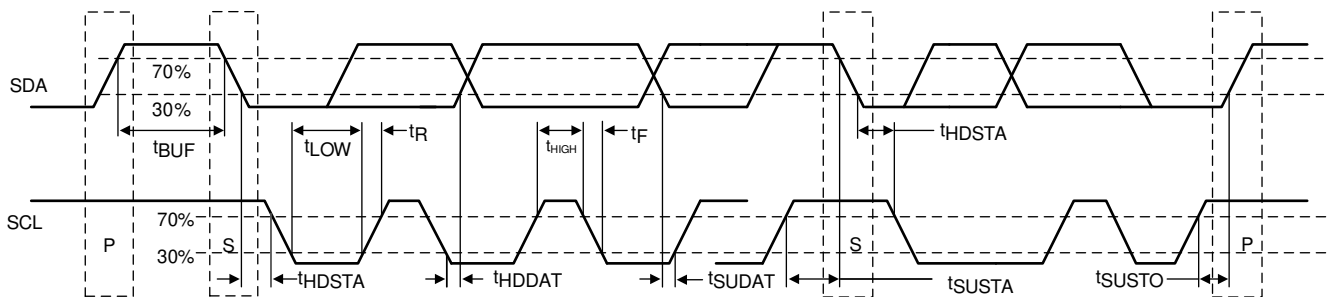 SDA
70%
30%
tBUF
tLOW
tR
tHIGH
tF
tHDSTA
SCL
70%
30%
P
S
S
P
tHDSTA
tHDDAT
tSUDAT
tSUSTA
tSUSTO